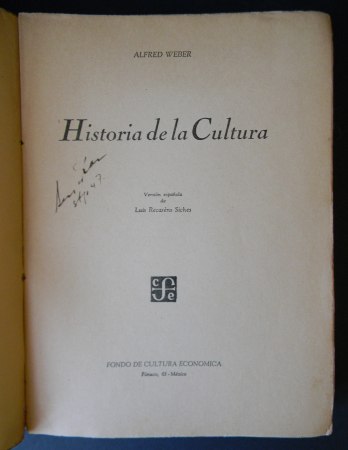 ALFRED WEBER
Historia de la Cultura
Versión española
de
Luis Recaséns Siches
c f e
FONDO DE CULTURA ECONOMICA
Pánuco, 63 - México